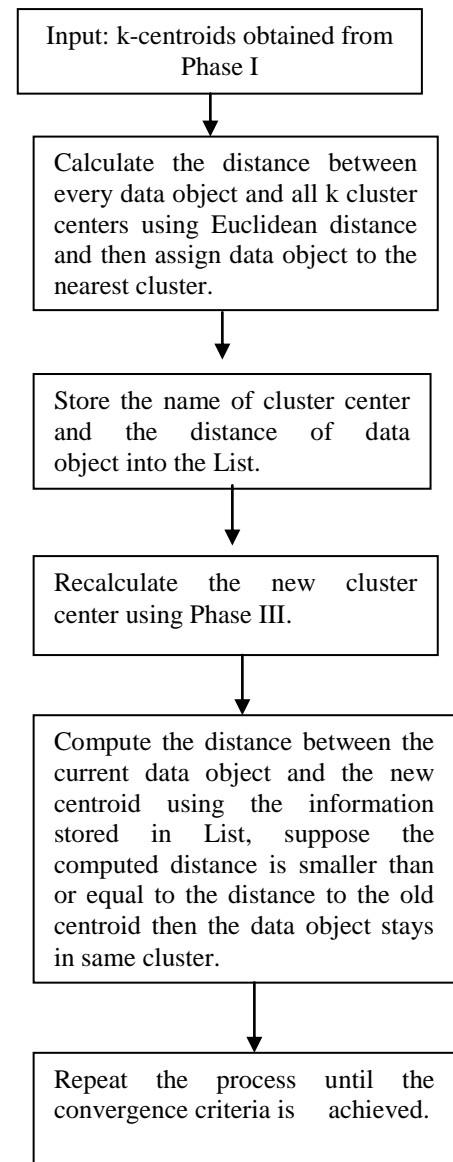 Input: k-centroids obtained from
Phase I
Calculate the distance between
every data object and all k cluster
centers using Euclidean distance
and then assign data object to the
nearest cluster.
Store the name of cluster center
and the distance of data
object into the List.
Recalculate the new cluster
center using Phase III.
Compute the distance between the
current data object and the new
centroid using the information
stored in List, suppose the
computed distance is smaller than
or equal to the distance to the old
centroid then the data object stays
in same cluster.
Repeat the process until the
convergence criteria is achieved.